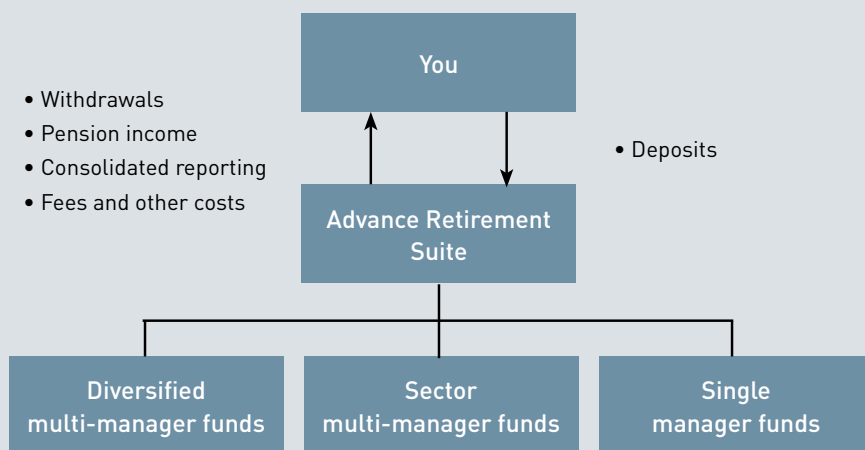 You
• Withdrawals
• Pension income
• Consolidated reporting
• Fees and other costs
• Deposits
Advance Retirement
Suite
Diversified
multi-manager funds
Sector
multi-manager funds
Single
manager funds